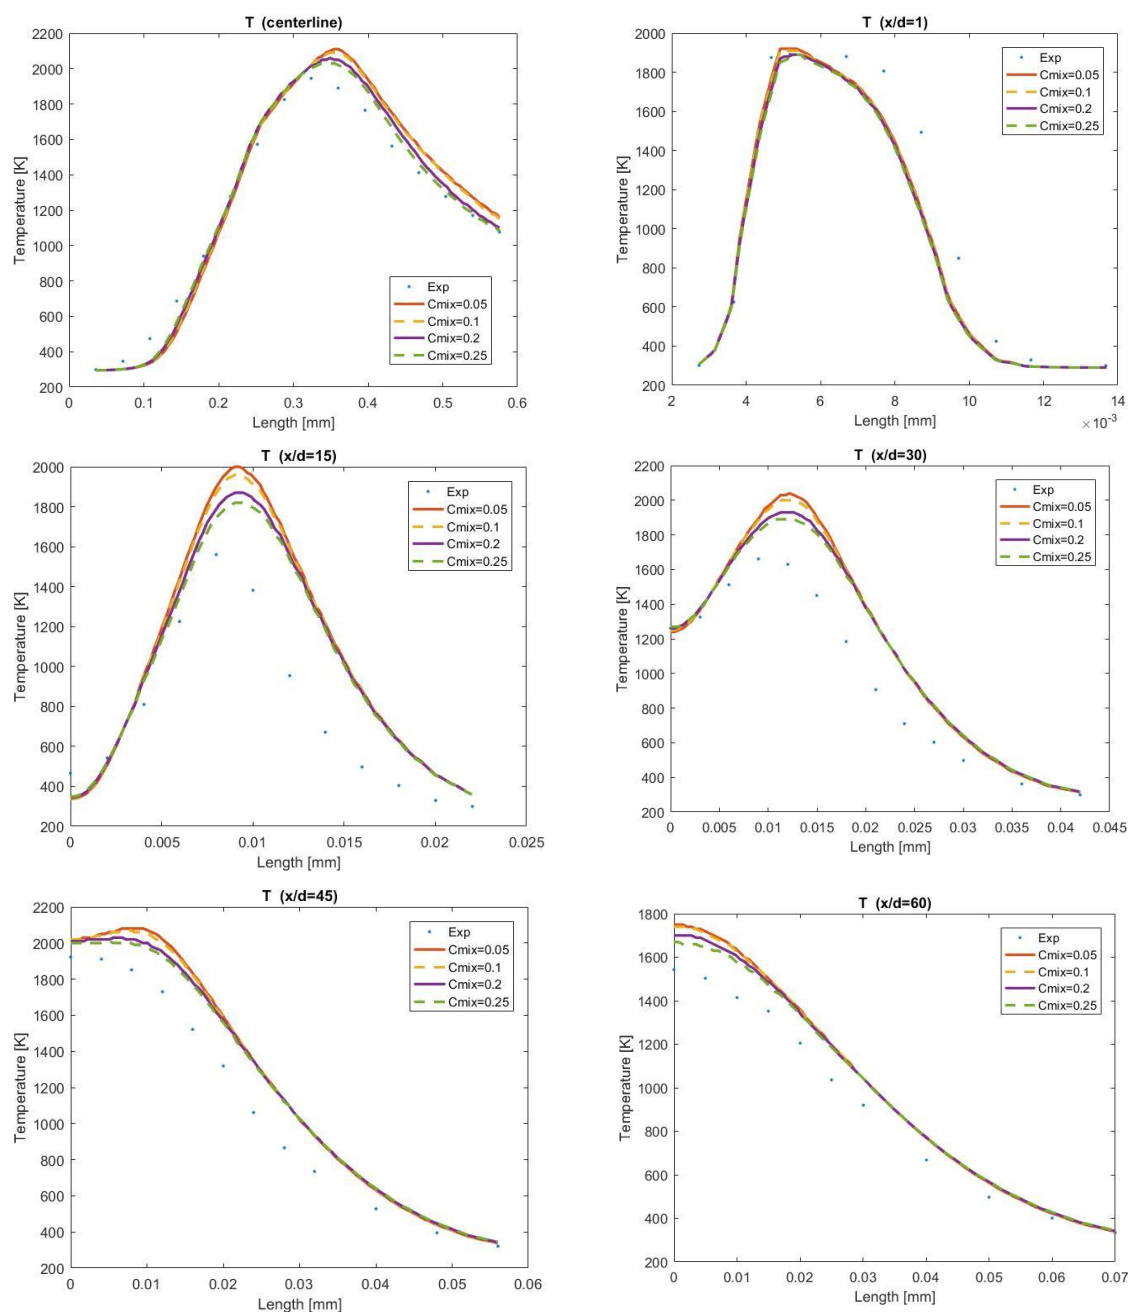 T (centerline)
2200
2000
1800
1600
1400
1200
1000
800
600
400
200
Temperature [K]
Exp
Cmix=0.05
Cmix=0.1
Cmix=0.2
Cmix=0.25
0 0.1 0.2 0.3 0.4 0.5 0.6
Length [mm]
T (x/d=1)
2000
1800
1600
1400
1200
1000
800
600
400
200
Temperature [K]
Exp
Cmix=0.05
Cmix=0.1
Cmix=0.2
Cmix=0.25
2 4 6 8 10 12 14
Length [mm]
×10-3
T (x/d=15)
2000
1800
1600
1400
1200
1000
800
600
400
200
Temperature [K]
Exp
Cmix=0.05
Cmix=0.1
Cmix=0.2
Cmix=0.25
0 0.005 0.01 0.015 0.02 0.025
Length [mm]
T (x/d=30)
2200
2000
1800
1600
1400
1200
1000
800
600
400
200
Temperature [K]
Exp
Cmix=0.05
Cmix=0.1
Cmix=0.2
Cmix=0.25
0 0.005 0.01 0.015 0.02 0.025 0.03 0.035 0.04 0.045
Length [mm]
T (x/d=45)
2200
2000
1800
1600
1400
1200
1000
800
600
400
200
Temperature [K]
Exp
Cmix=0.05
Cmix=0.1
Cmix=0.2
Cmix=0.25
0 0.01 0.02 0.03 0.04 0.05 0.06
Length [mm]
T (x/d=60)
1800
1600
1400
1200
1000
800
600
400
200
Temperature [K]
Exp
Cmix=0.05
Cmix=0.1
Cmix=0.2
Cmix=0.25
0 0.01 0.02 0.03 0.04 0.05 0.06 0.07
Length [mm]